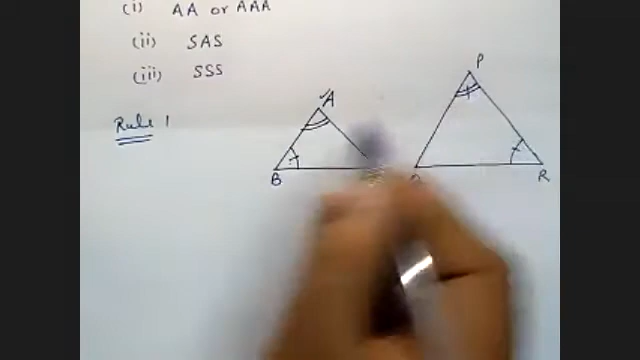 (i) AA or AAA
(ii) SAS
(iii) SSS
Rule 1
A
B
P
R